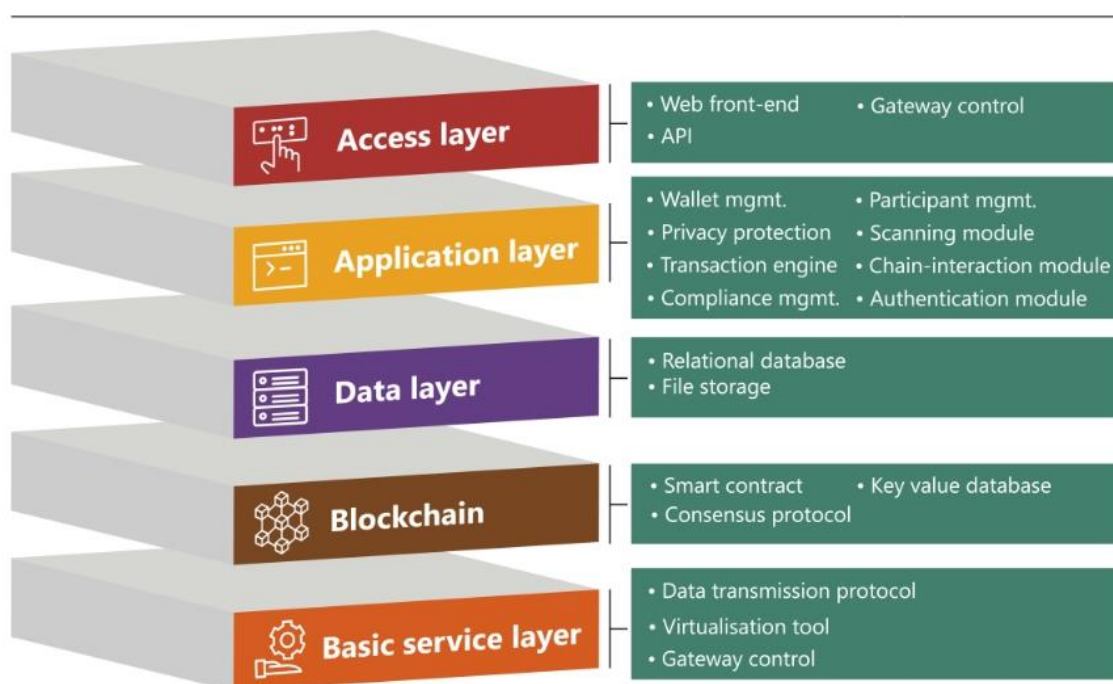 Access layer
• Web front-end
• API
• Gateway control
Application layer
• Wallet mgmt.
• Privacy protection
• Transaction engine
• Compliance mgmt.
• Participant mgmt.
• Scanning module
• Chain-interaction module
• Authentication module
Data layer
• Relational database
• File storage
Blockchain
• Smart contract
• Consensus protocol
• Key value database
Basic service layer
• Data transmission protocol
• Virtualisation tool
• Gateway control